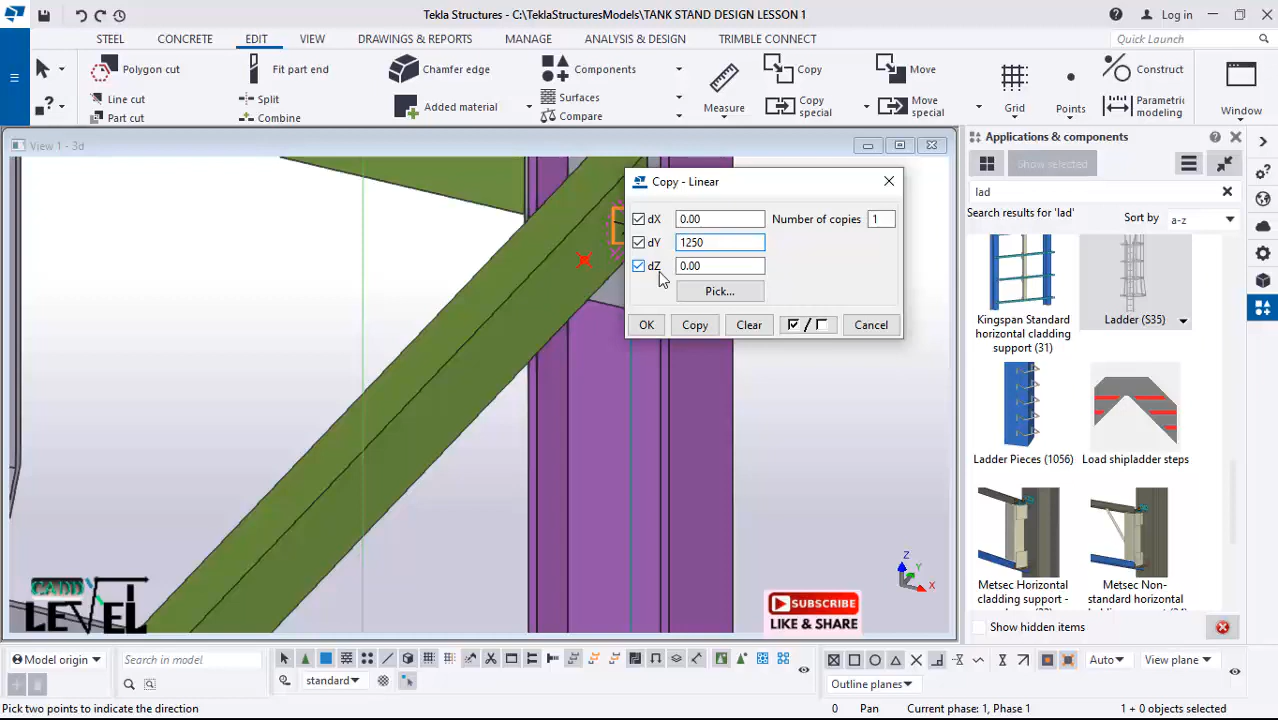 Tekla Structures - C:\TeklaStructuresModels\TANK STAND DESIGN LESSON 1
Log in
STEEL CONCRETE EDIT VIEW DRAWINGS & REPORTS MANAGE ANALYSIS & DESIGN TRIMBLE CONNECT
Quick Launch
Polygon cut
Fit part end
Chamfer edge
Components
Copy
Move
Construct
Line cut
Split
Added material
Surfaces
Measure
Copy special
Move special
Grid
Points
Parametric modeling
Window
Part cut
Combine
Compare
View 1 - 3d
Applications & components
Show selected
lad
Search results for 'lad'
Sort by a-z
Copy - Linear
dX 0.00 Number of copies 1
dY 1250
dZ 0.00
Pick...
OK Copy Clear / Cancel
Kingspan Standard
horizontal cladding
support (31)
Ladder (S35)
Ladder Pieces (1056)
Load shipladder steps
Metsec Horizontal
cladding support -
Metsec Non-
standard horizontal
Z
Y
X
CADD
LEVEL
SUBSCRIBE
LIKE & SHARE
Show hidden items
Model origin
Search in model
standard
Auto
View plane
Outline planes
Pick two points to indicate the direction
0 Pan Current phase: 1, Phase 1 1 + 0 objects selected